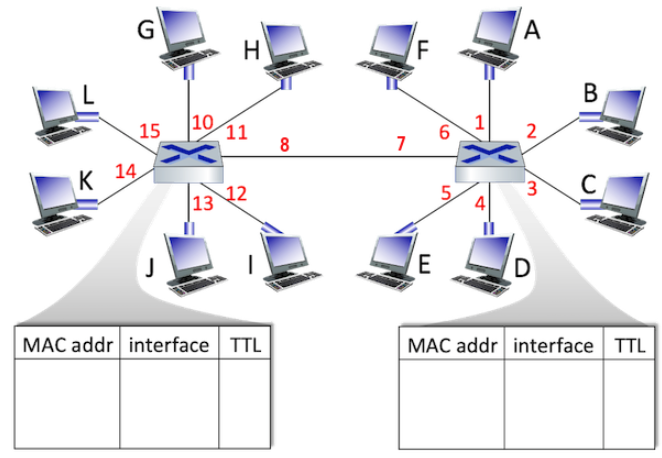 G
H
F
A
L
B
15
10
11
8
7
6
1
2
K
14
13
12
5
4
3
C
J
I
E
D
MAC addr interface TTL
MAC addr interface TTL